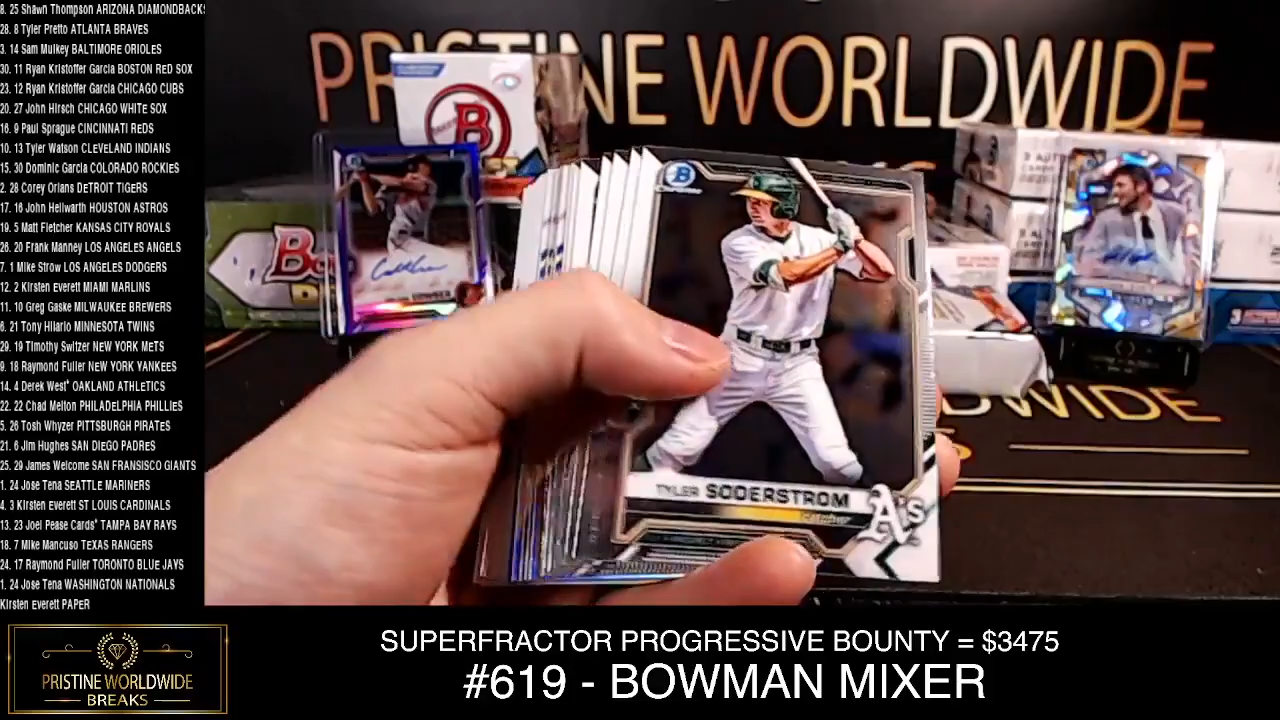 8. 25 Shawn Thompson ARIZONA DIAMONDBACKS
28. 8 Tyler Pretto ATLANTA BRAVES
3. 14 Sam Mulkey BALTIMORE ORIOLES
30. 11 Ryan Kristoffer Garcia BOSTON RED SOX
23. 12 Ryan Kristoffer Garcia CHICAGO CUBS
20. 27 John Hirsch CHICAGO WHITE SOX
16. 9 Paul Sprague CINCINNATI REDS
10. 13 Tyler Watson CLEVELAND INDIANS
15. 30 Dominic Garcia COLORADO ROCKIES
2. 28 Corey Orians DETROIT TIGERS
17. 16 John Hellwarth HOUSTON ASTROS
19. 5 Matt Fletcher KANSAS CITY ROYALS
26. 20 Frank Manney LOS ANGELES ANGELS
7. 1 Mike Strow LOS ANGELES DODGERS
12. 2 Kirsten Everett MIAMI MARLINS
11. 10 Greg Gaske MILWAUKEE BREWERS
6. 21 Tony Hilario MINNESOTA TWINS
29. 19 Timothy Switzer NEW YORK METS
9. 18 Raymond Fuller NEW YORK YANKEES
14. 4 Derek West* OAKLAND ATHLETICS
22. 22 Chad Melton PHILADELPHIA PHILLIES
5. 26 Tosh Whyzer PITTSBURGH PIRATES
21. 6 Jim Hughes SAN DIEGO PADRES
25. 29 James Welcome SAN FRANSISCO GIANTS
1. 24 Jose Tena SEATTLE MARINERS
4. 3 Kirsten Everett ST LOUIS CARDINALS
13. 23 Joel Pease Cards* TAMPA BAY RAYS
18. 7 Mike Mancuso TEXAS RANGERS
24. 17 Raymond Fuller TORONTO BLUE JAYS
1. 24 Jose Tena WASHINGTON NATIONALS
Kirsten Everett PAPER
PRISTINE WORLDWIDE
BREAKS
PRISTINE WORLDWIDE
B
Chrome
TYLER SODERSTROM
A's
SUPERFRACTOR PROGRESSIVE BOUNTY = $3475
#619 - BOWMAN MIXER